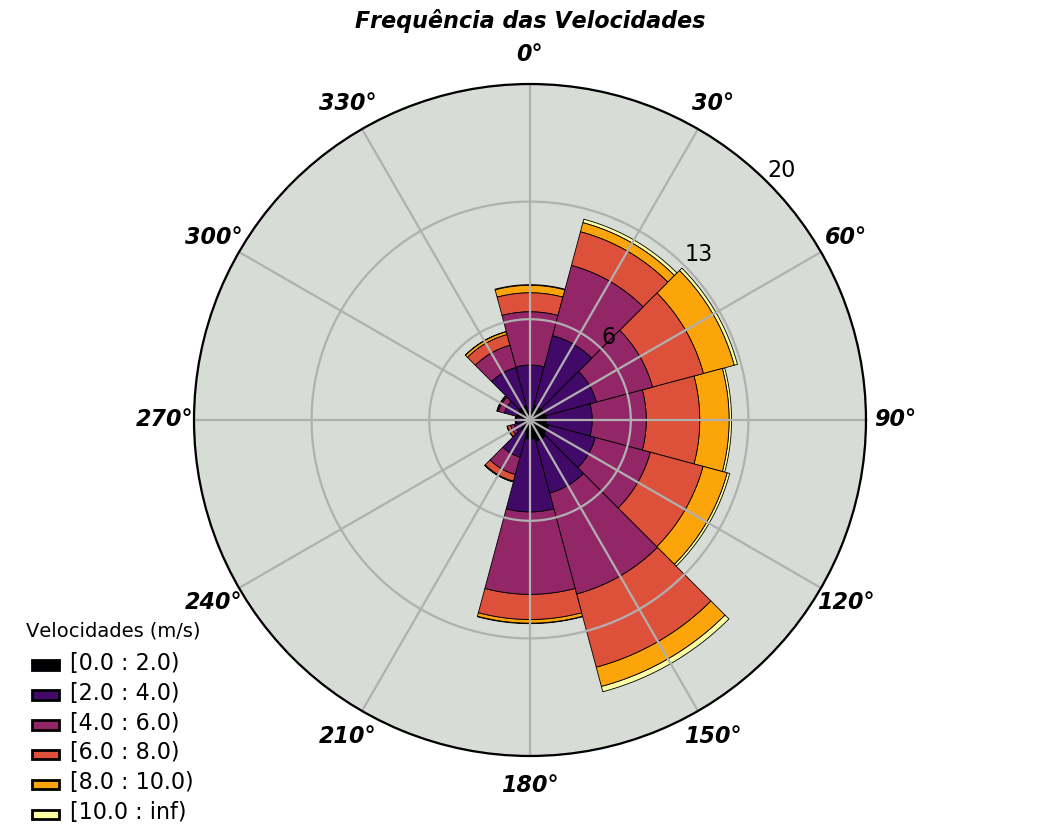 Frequência das Velocidades
0°
330°
30°
20
300°
60°
13
6
270°
90°
240°
120°
210°
150°
180°
Velocidades (m/s)
[0.0 : 2.0)
[2.0 : 4.0)
[4.0 : 6.0)
[6.0 : 8.0)
[8.0 : 10.0)
[10.0 : inf)